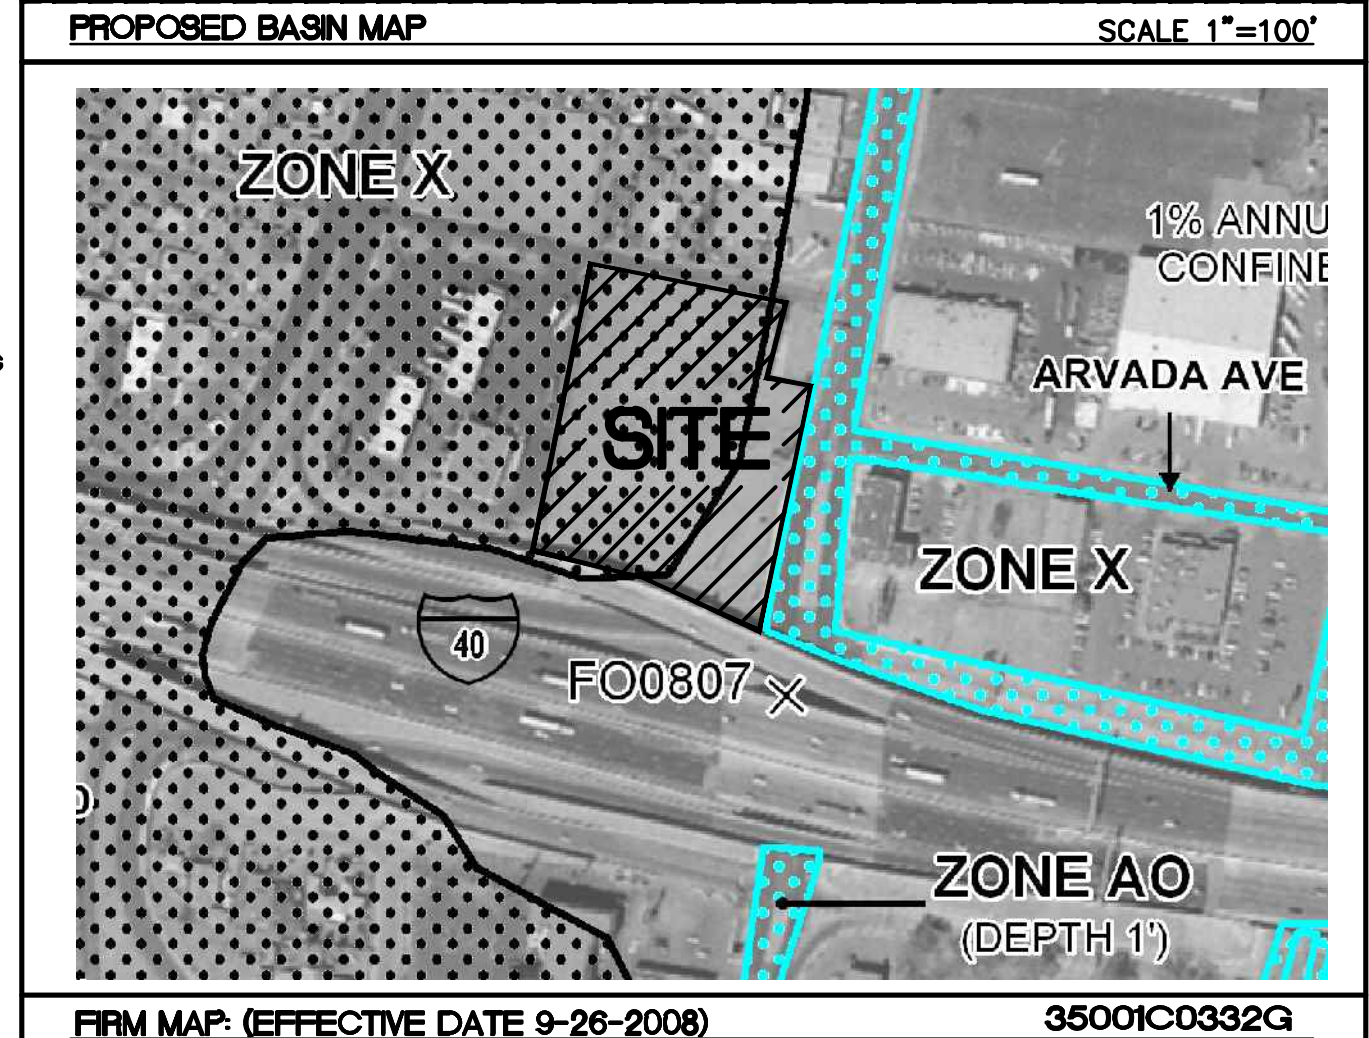 PROPOSED BASIN MAP
SCALE 1"=100'
ZONE X
1% ANNU
CONFINE
ARVADA AVE
SITE
ZONE X
40
FO0807
ZONE AO
(DEPTH 1')
FIRM MAP: (EFFECTIVE DATE 9-26-2008)
35001C0332G